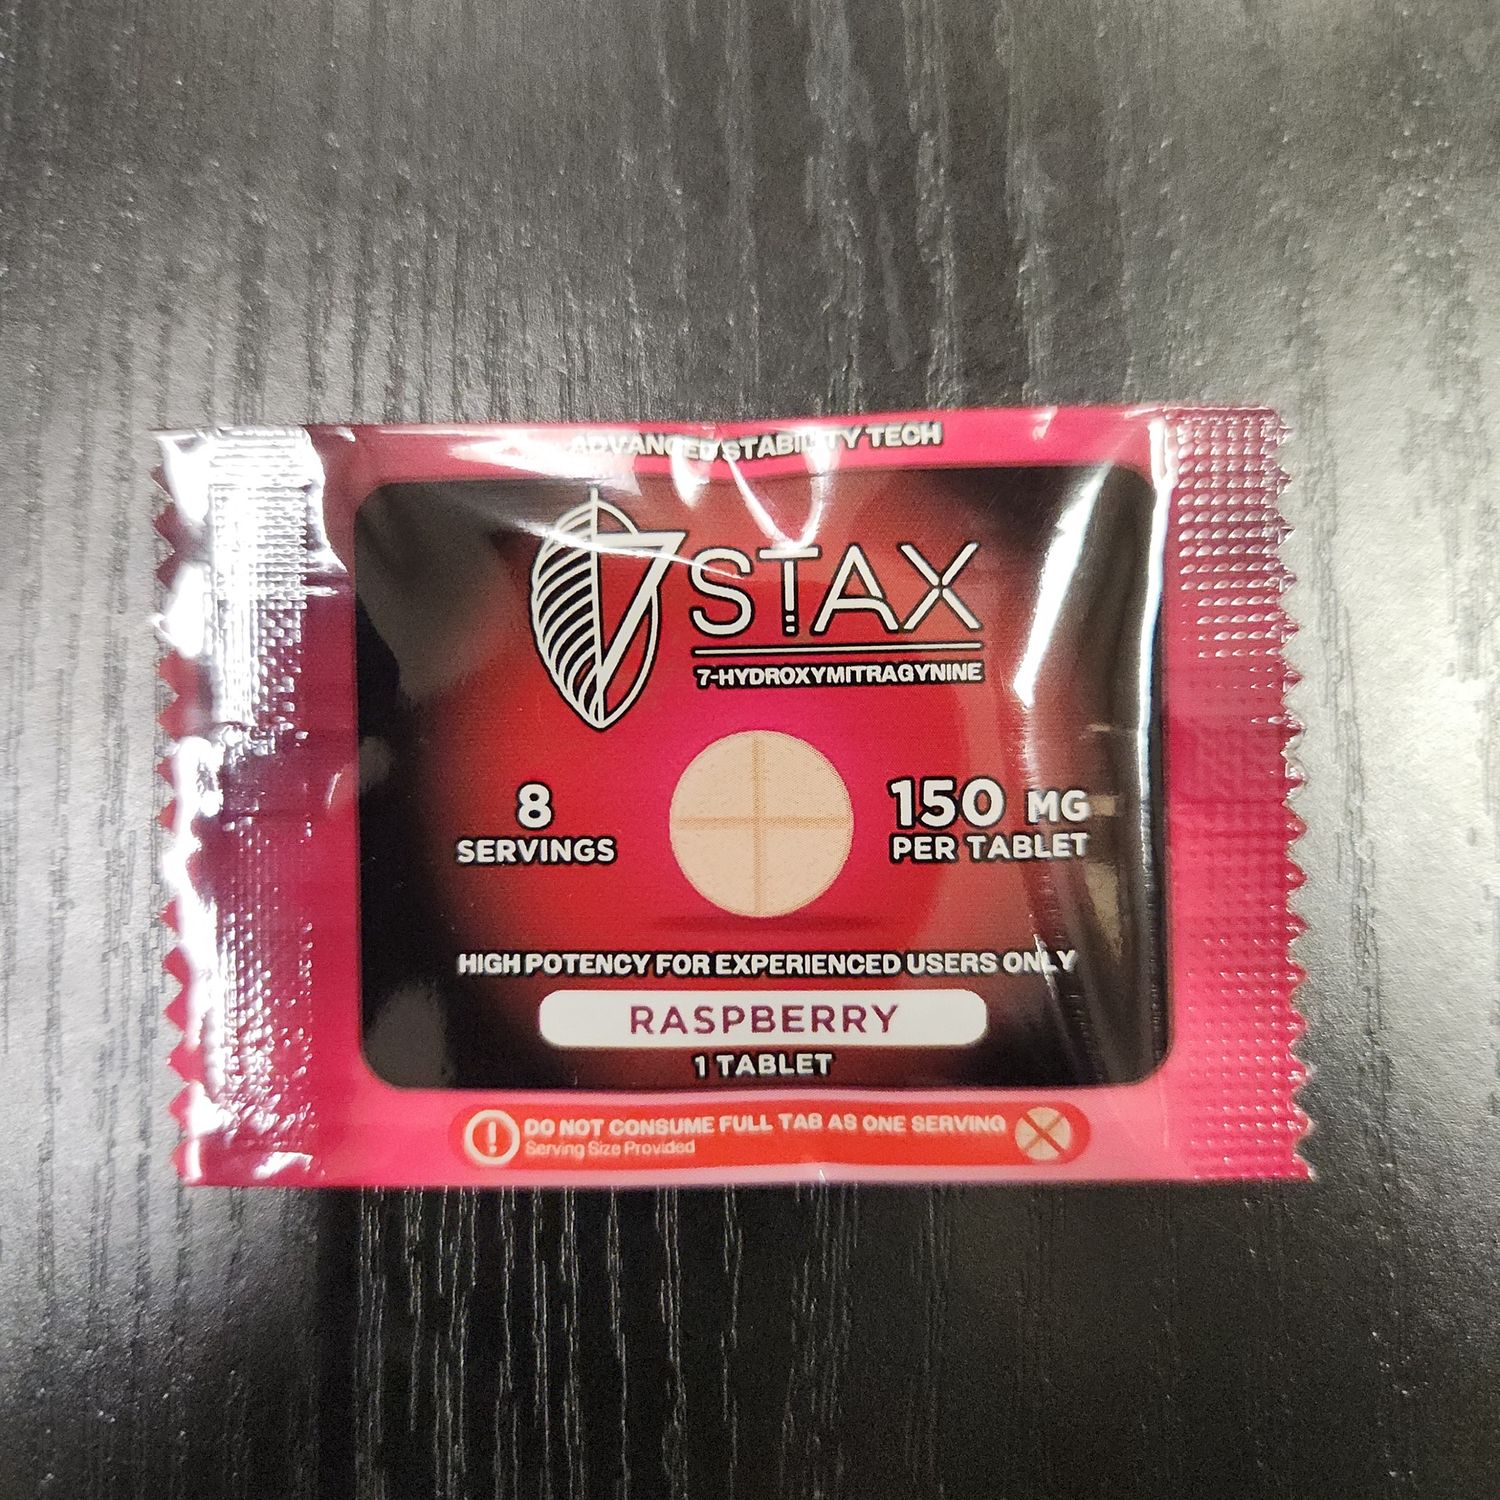 ADVANCED STABILITY TECH
7 STAX
7-HYDROXYMITRAGYNINE
8
SERVINGS
150 MG
PER TABLET
HIGH POTENCY FOR EXPERIENCED USERS ONLY
RASPBERRY
1 TABLET
! DO NOT CONSUME FULL TAB AS ONE SERVING
Serving Size Provided